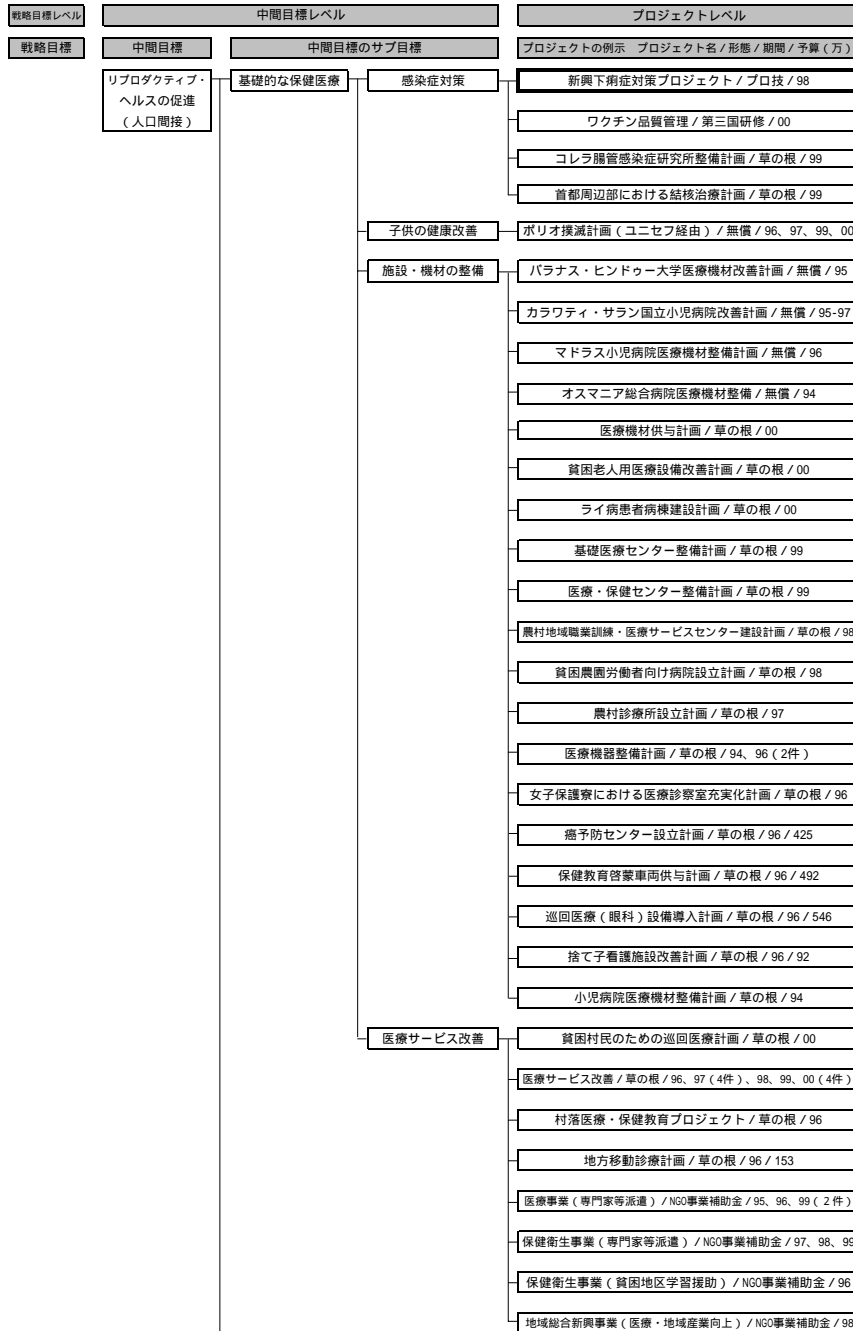 戦略目標レベル
中間目標レベル
プロジェクトレベル
戦略目標
中間目標
中間目標のサブ目標
プロジェクトの例示　プロジェクト名 / 形態 / 期間 / 予算 ( 万 )
リプロダクティブ・
ヘルスの促進
( 人口間接 )
基礎的な保健医療
感染症対策
新興下痢症対策プロジェクト / プロ技 / 98
ワクチン品質管理 / 第三国研修 / 00
コレラ腸管感染症研究所整備計画 / 草の根 / 99
首都周辺部における結核治療計画 / 草の根 / 99
子供の健康改善
ポリオ撲滅計画 ( ユニセフ経由 ) / 無償 / 96、97、99、00
施設・機材の整備
バラナス・ヒンドゥー大学医療機材改善計画 / 無償 / 95
カラワティ・サラン国立小児病院改善計画 / 無償 / 95-97
マドラス小児病院医療機材整備計画 / 無償 / 96
オスマニア総合病院医療機材整備 / 無償 / 94
医療機材供与計画 / 草の根 / 00
貧困老人用医療設備改善計画 / 草の根 / 00
ライ病患者病棟建設計画 / 草の根 / 00
基礎医療センター整備計画 / 草の根 / 99
医療・保健センター整備計画 / 草の根 / 99
農村地域職業訓練・医療サービスセンター建設計画 / 草の根 / 98
貧困農園労働者向け病院設立計画 / 草の根 / 98
農村診療所設立計画 / 草の根 / 97
医療機器整備計画 / 草の根 / 94、96 ( 2件 )
女子保護寮における医療診察室充実化計画 / 草の根 / 96
癌予防センター設立計画 / 草の根 / 96 / 425
保健教育啓蒙車両供与計画 / 草の根 / 96 / 492
巡回医療 ( 眼科 ) 設備導入計画 / 草の根 / 96 / 546
捨て子看護施設改善計画 / 草の根 / 96 / 92
小児病院医療機材整備計画 / 草の根 / 94
医療サービス改善
貧困村民のための巡回医療計画 / 草の根 / 00
医療サービス改善 / 草の根 / 96、97 ( 4件 ) 、98、99、00 ( 4件 )
村落医療・保健教育プロジェクト / 草の根 / 96
地方移動診療計画 / 草の根 / 96 / 153
医療事業 ( 専門家等派遣 ) / NGO事業補助金 / 95、96、99 ( 2 件 )
保健衛生事業 ( 専門家等派遣 ) / NGO事業補助金 / 97、98、99
保健衛生事業 ( 貧困地区学習援助 ) / NGO事業補助金 / 96
地域総合新興事業 ( 医療・地域産業向上 ) / NGO事業補助金 / 98